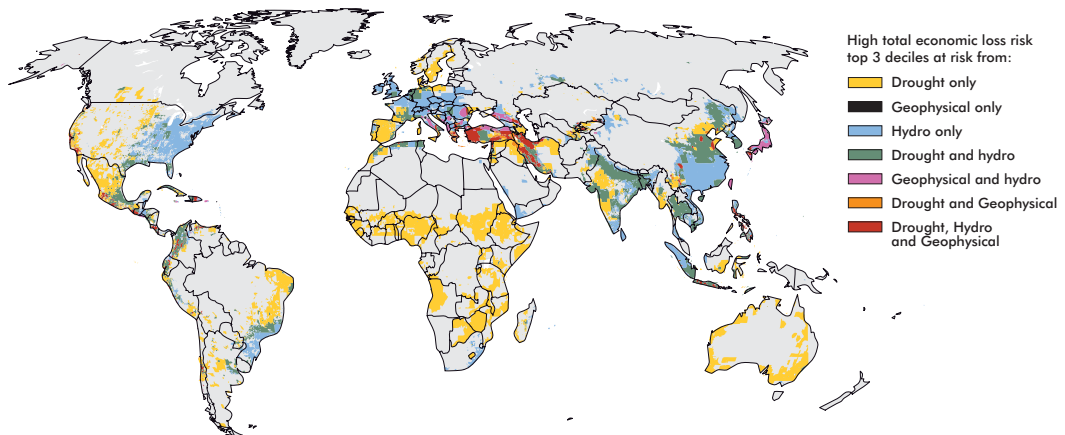 High total economic loss risk
top 3 deciles at risk from:
Drought only
Geophysical only
Hydro only
Drought and hydro
Geophysical and hydro
Drought and Geophysical
Drought, Hydro
and Geophysical